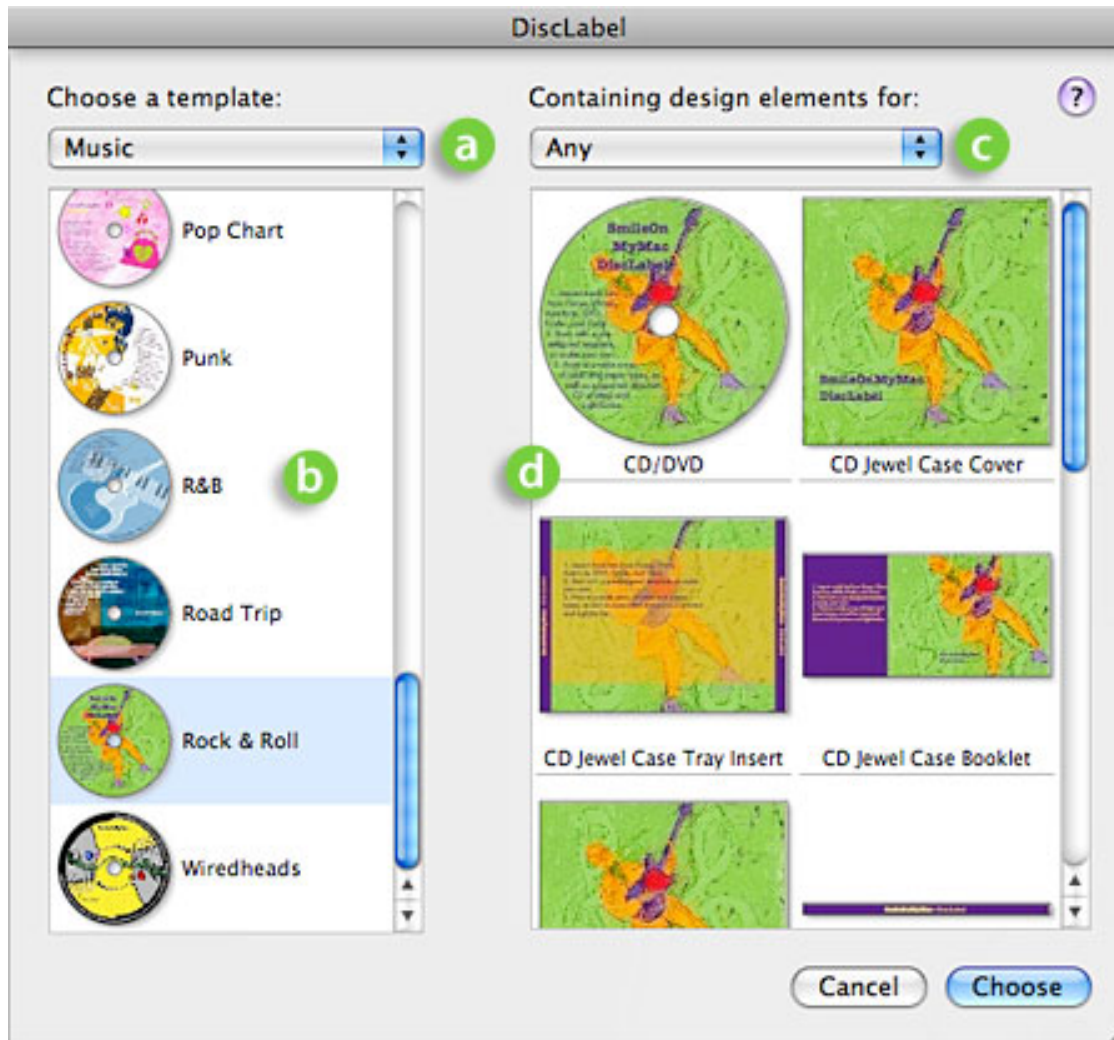 DiscLabel
Choose a template:
Containing design elements for:
?
Music
a
Any
c
Pop Chart
Punk
R&B
b
Road Trip
Rock & Roll
Wiredheads
SmileOn
MyMac
DiscLabel
d
CD/DVD
SmileOnMyMac
DiscLabel
CD Jewel Case Cover
CD Jewel Case Tray Insert
CD Jewel Case Booklet
Cancel
Choose